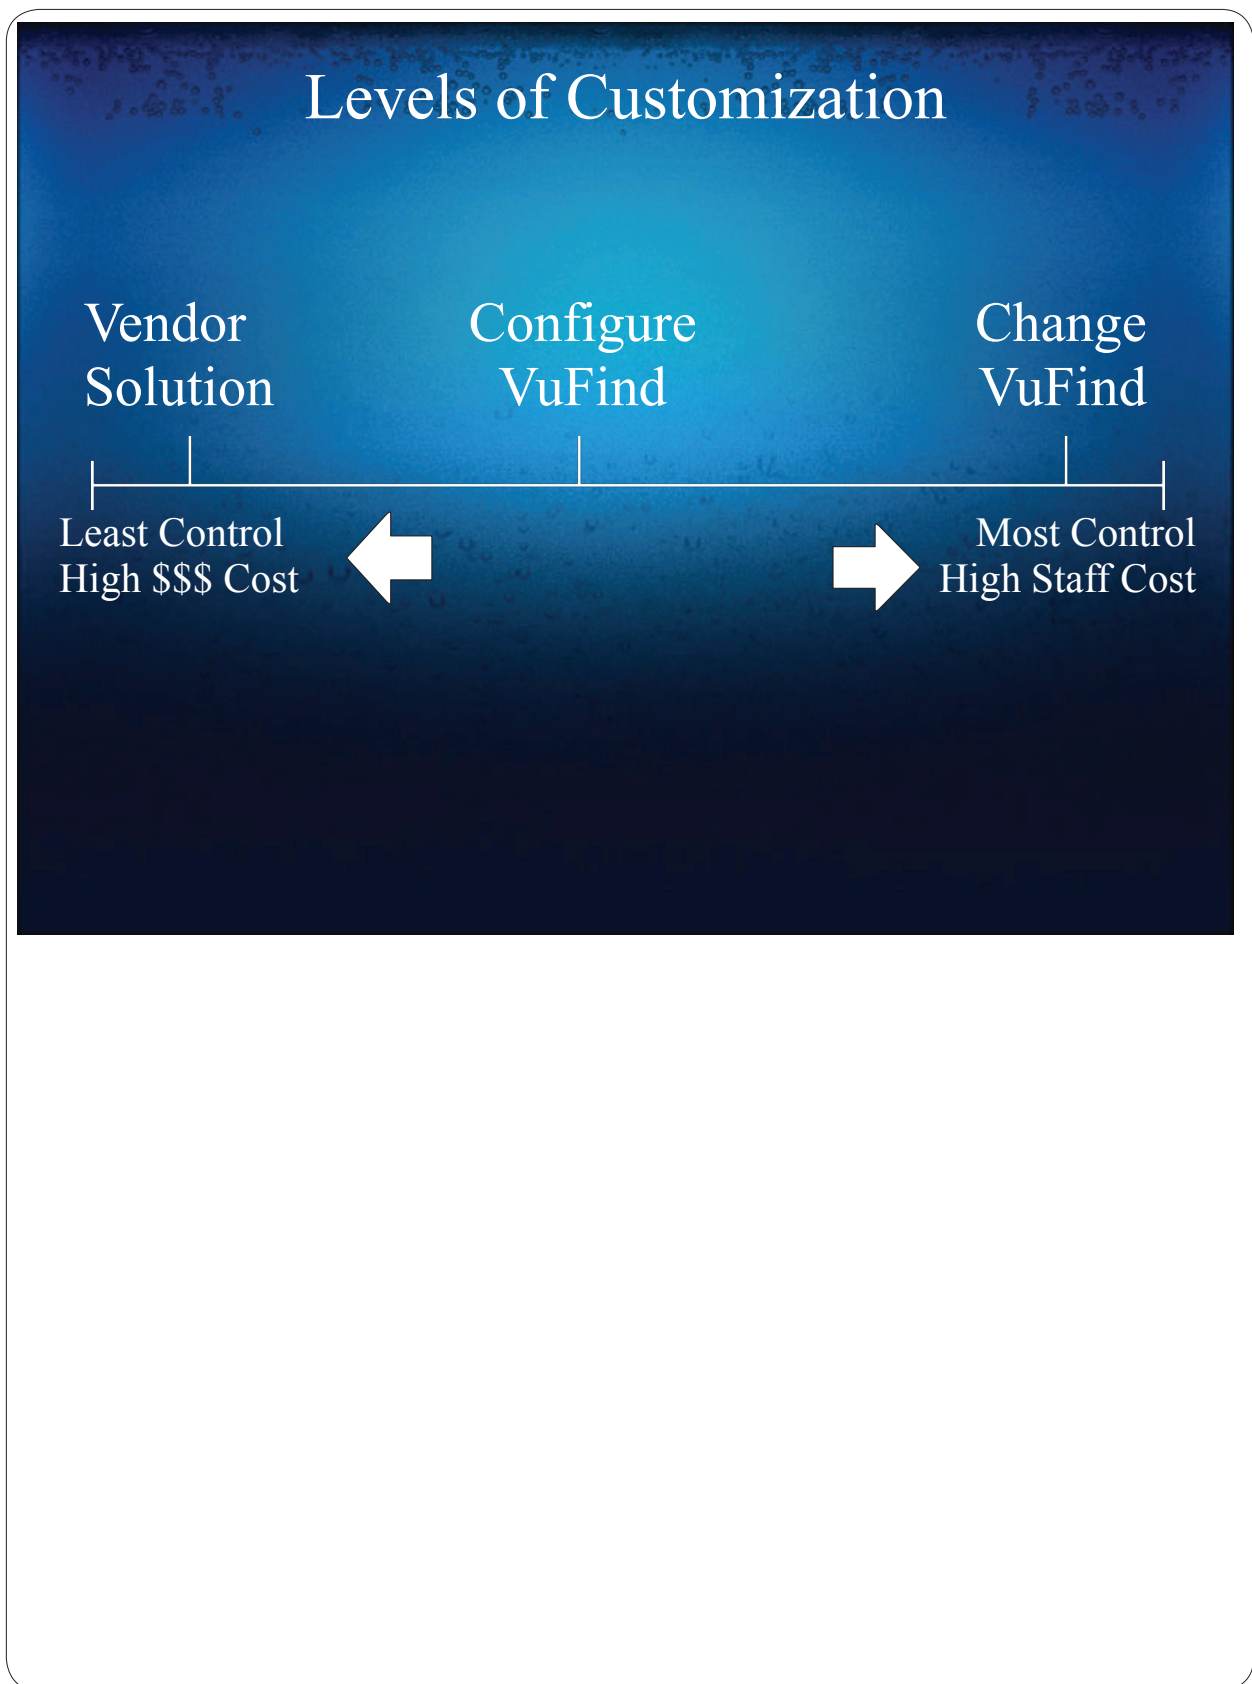 Levels of Customization
Vendor
Solution
Configure
VuFind
Change
VuFind
Least Control
High $$$ Cost
Most Control
High Staff Cost